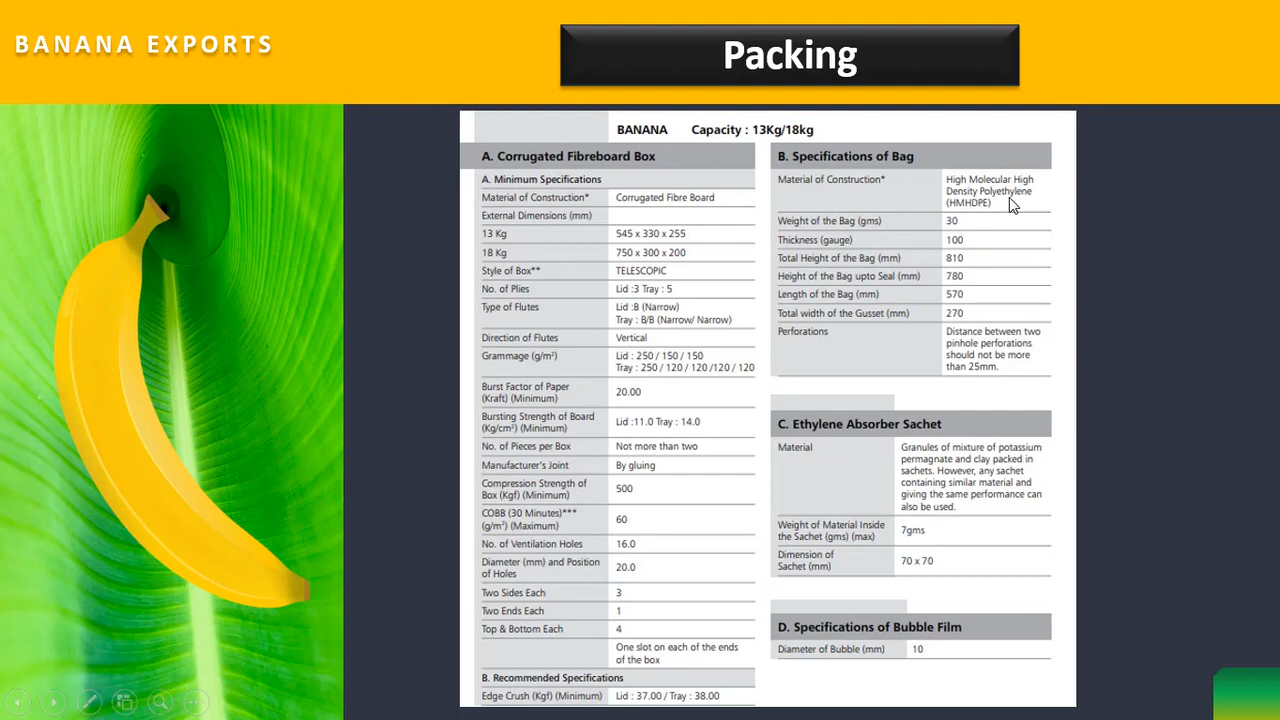 BANANA EXPORTS
Packing
BANANA Capacity : 13Kg/18kg
A. Corrugated Fibreboard Box
A. Minimum Specifications
Material of Construction* Corrugated Fibre Board
External Dimensions (mm)
13 Kg 545 x 330 x 255
18 Kg 750 x 300 x 200
Style of Box** TELESCOPIC
No. of Plies Lid :3 Tray : 5
Type of Flutes Lid :B (Narrow)
Tray : B/B (Narrow/ Narrow)
Direction of Flutes Vertical
Grammage (g/m²) Lid : 250 / 150 / 150
Tray : 250 / 120 / 120 /120 / 120
Burst Factor of Paper
(Kraft) (Minimum) 20.00
Bursting Strength of Board
(Kg/cm²) (Minimum) Lid :11.0 Tray : 14.0
No. of Pieces per Box Not more than two
Manufacturer's Joint By gluing
Compression Strength of
Box (Kgf) (Minimum) 500
COBB (30 Minutes)***
(g/m²) (Maximum) 60
No. of Ventilation Holes 16.0
Diameter (mm) and Position
of Holes 20.0
Two Sides Each 3
Two Ends Each 1
Top & Bottom Each 4
One slot on each of the ends
of the box
B. Recommended Specifications
Edge Crush (Kgf) (Minimum) Lid : 37.00 / Tray : 38.00
B. Specifications of Bag
Material of Construction* High Molecular High
Density Polyethylene
(HMHDPE)
Weight of the Bag (gms) 30
Thickness (gauge) 100
Total Height of the Bag (mm) 810
Height of the Bag upto Seal (mm) 780
Length of the Bag (mm) 570
Total width of the Gusset (mm) 270
Perforations Distance between two
pinhole perforations
should not be more
than 25mm.
C. Ethylene Absorber Sachet
Material Granules of mixture of potassium
permagnate and clay packed in
sachets. However, any sachet
containing similar material and
giving the same performance can
also be used.
Weight of Material Inside
the Sachet (gms) (max) 7gms
Dimension of
Sachet (mm) 70 x 70
D. Specifications of Bubble Film
Diameter of Bubble (mm) 10